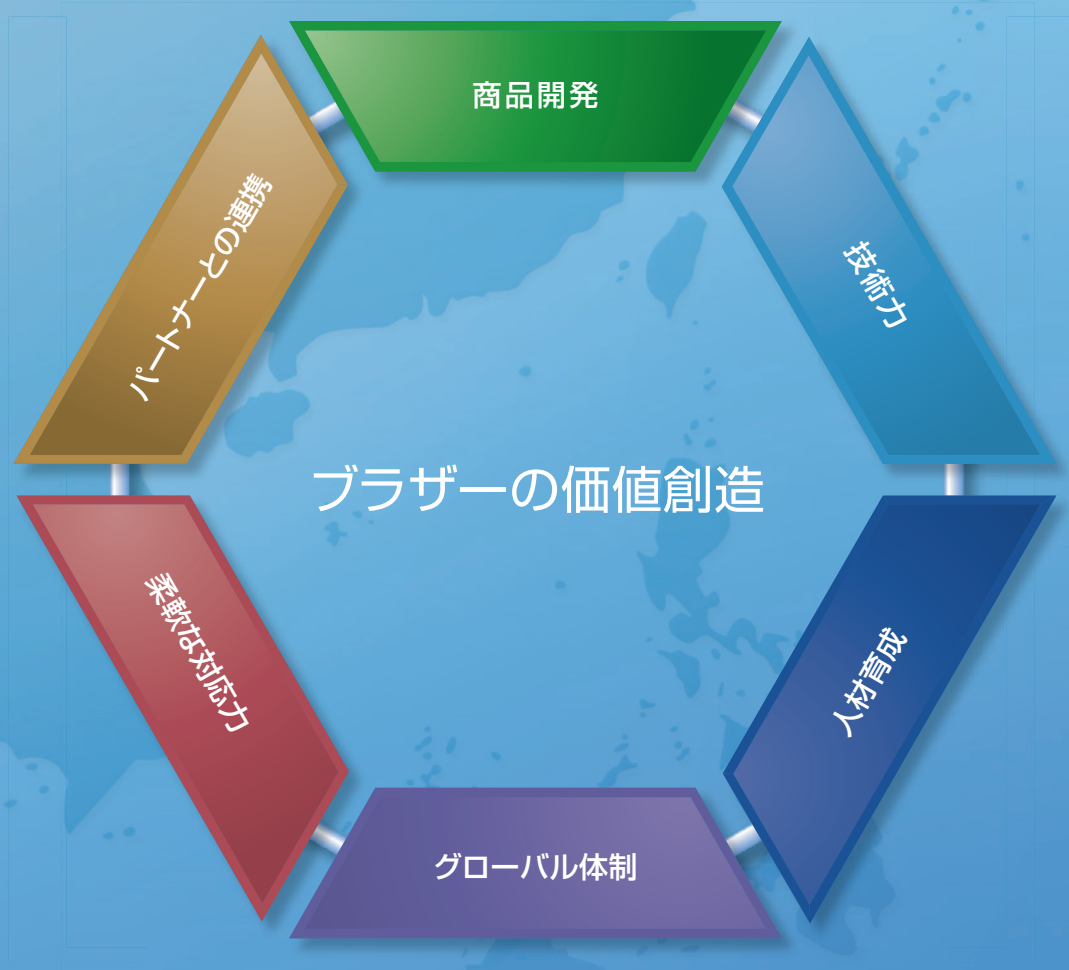 商品開発
技術力
人材育成
グローバル体制
柔軟な対応力
パートナーとの連携
ブラザーの価値創造